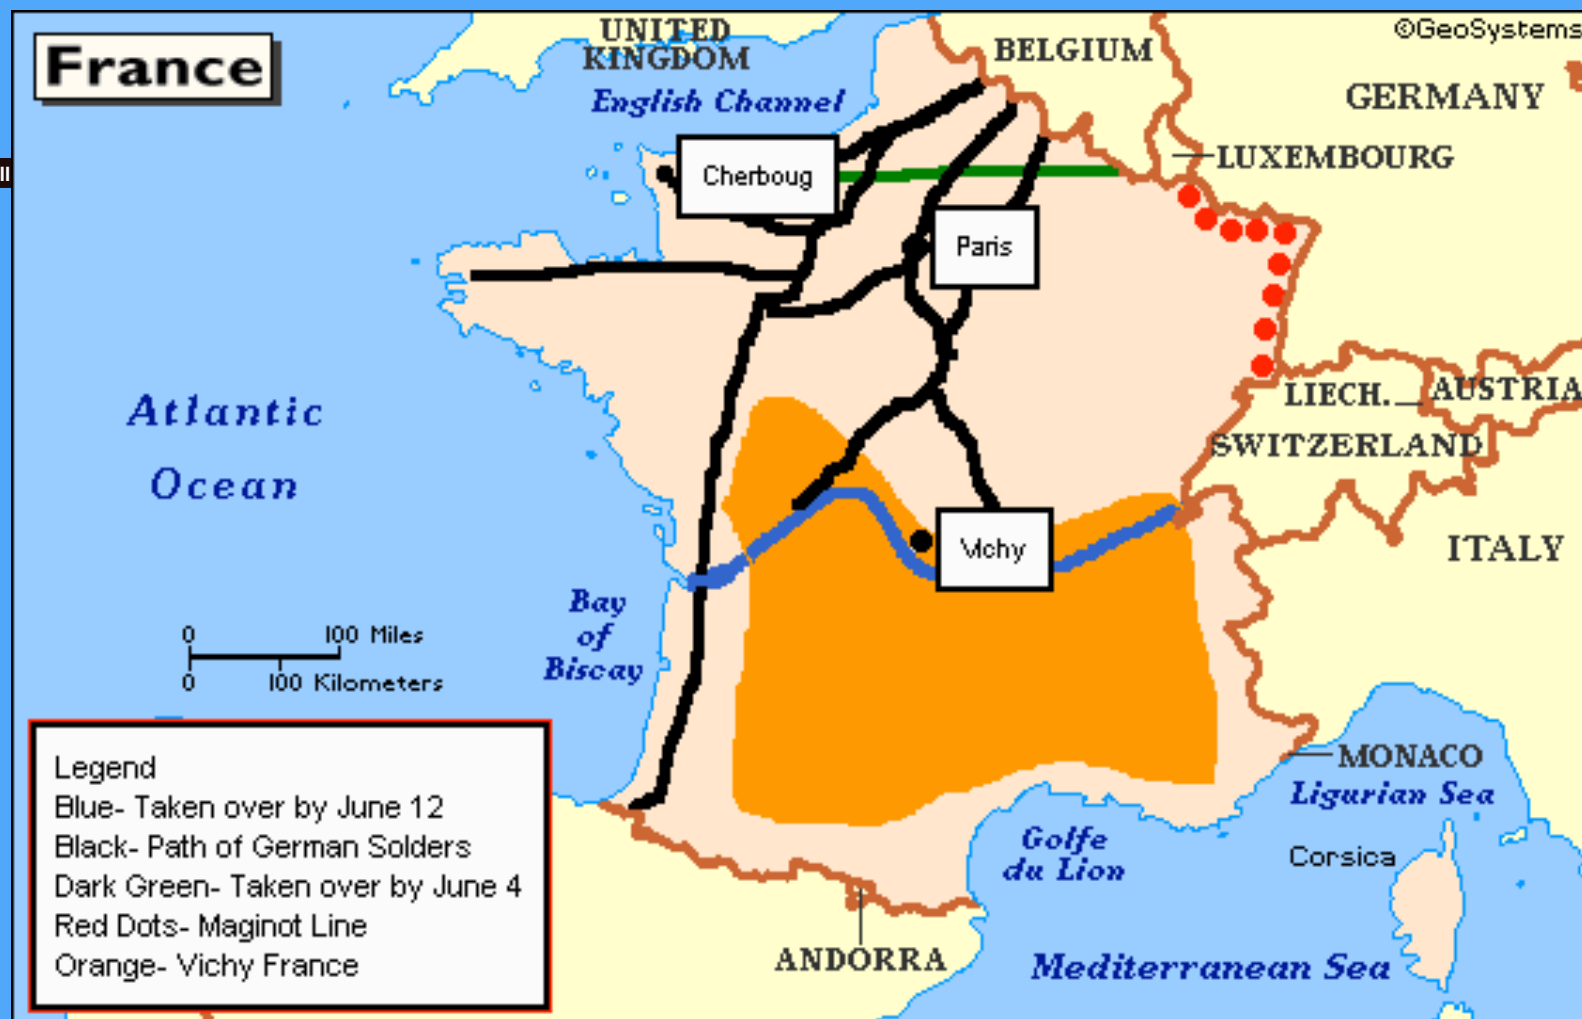 France
UNITED
KINGDOM
English Channel
BELGIUM
©GeoSystems
GERMANY
LUXEMBOURG
Cherboug
Paris
Atlantic
Ocean
LIECH.
AUSTRIA
SWITZERLAND
ITALY
Vichy
Bay
of
Biscay
0 100 Miles
0 100 Kilometers
MONACO
Ligurian Sea
Golfe
du Lion
Corsica
ANDORRA
Mediterranean Sea
Legend
Blue- Taken over by June 12
Black- Path of German Solders
Dark Green- Taken over by June 4
Red Dots- Maginot Line
Orange- Vichy France